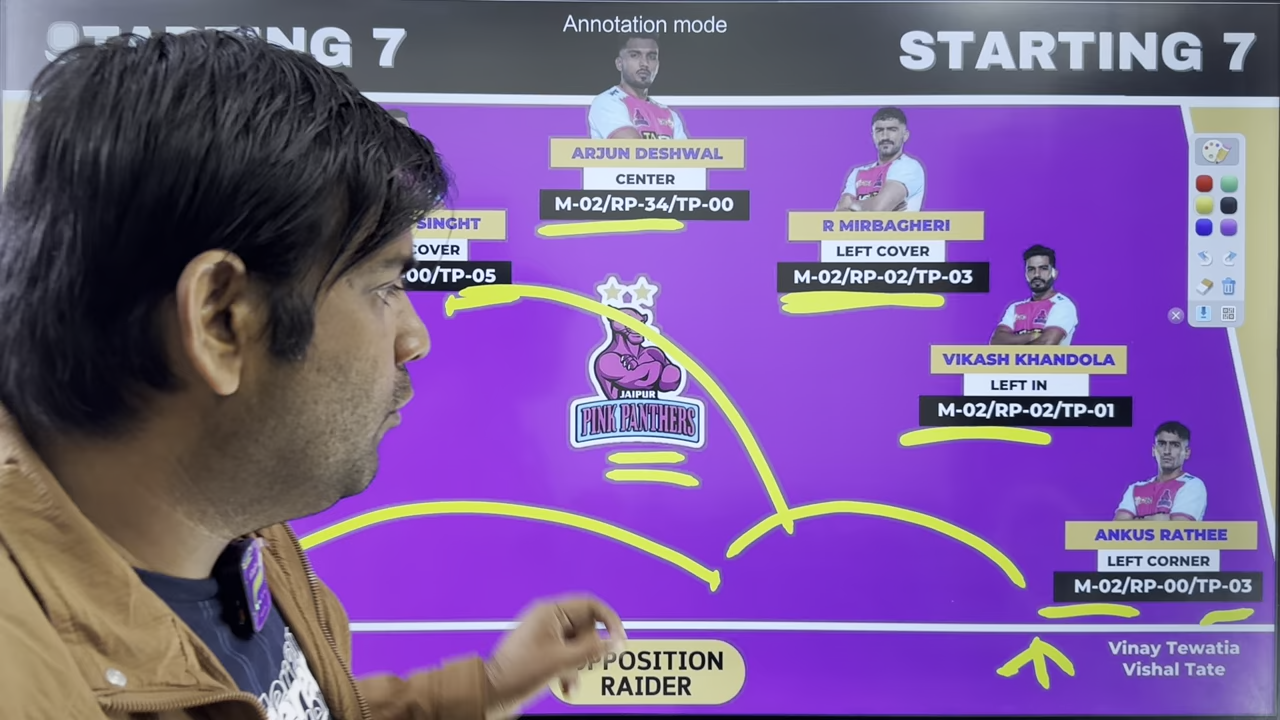 Annotation mode
STARTING 7
STARTING 7
ARJUN DESHWAL
CENTER
M-02/RP-34/TP-00
SINGHT
COVER
00/TP-05
R MIRBAGHERI
LEFT COVER
M-02/RP-02/TP-03
VIKASH KHANDOLA
LEFT IN
M-02/RP-02/TP-01
JAIPUR
PINK PANTHERS
ANKUS RATHEE
LEFT CORNER
M-02/RP-00/TP-03
OPPOSITION
RAIDER
Vinay Tewatia
Vishal Tate